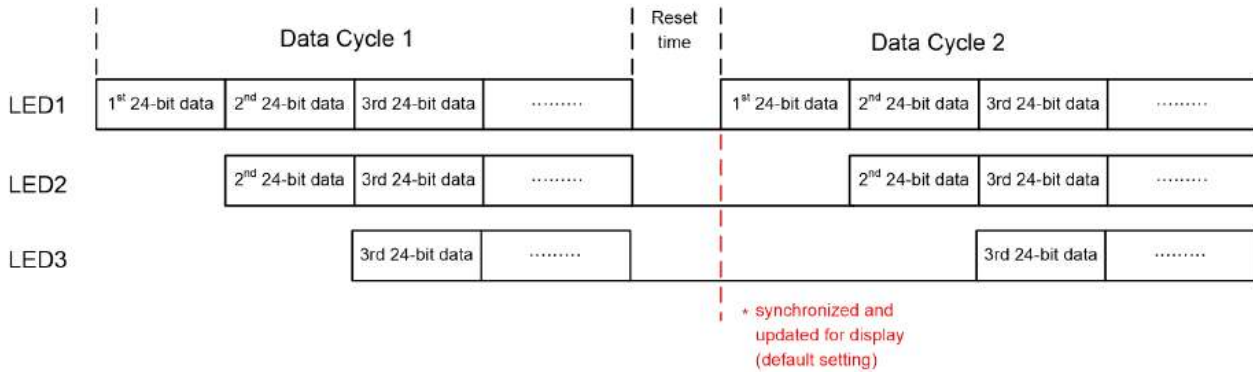 Data Cycle 1
Reset
time
Data Cycle 2
LED1
1st 24-bit data
2nd 24-bit data
3rd 24-bit data
.........
1st 24-bit data
2nd 24-bit data
3rd 24-bit data
.........
LED2
2nd 24-bit data
3rd 24-bit data
.........
2nd 24-bit data
3rd 24-bit data
.........
LED3
3rd 24-bit data
.........
3rd 24-bit data
.........
* synchronized and
updated for display
(default setting)